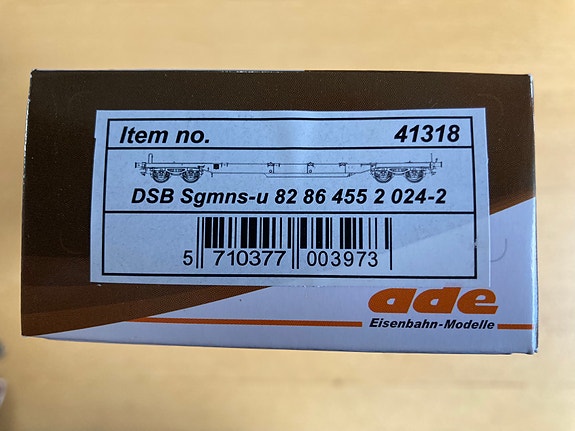 Item no. 41318
DSB Sgmns-u 82 86 455 2 024-2
5 710377 003973
ade
Eisenbahn-Modelle